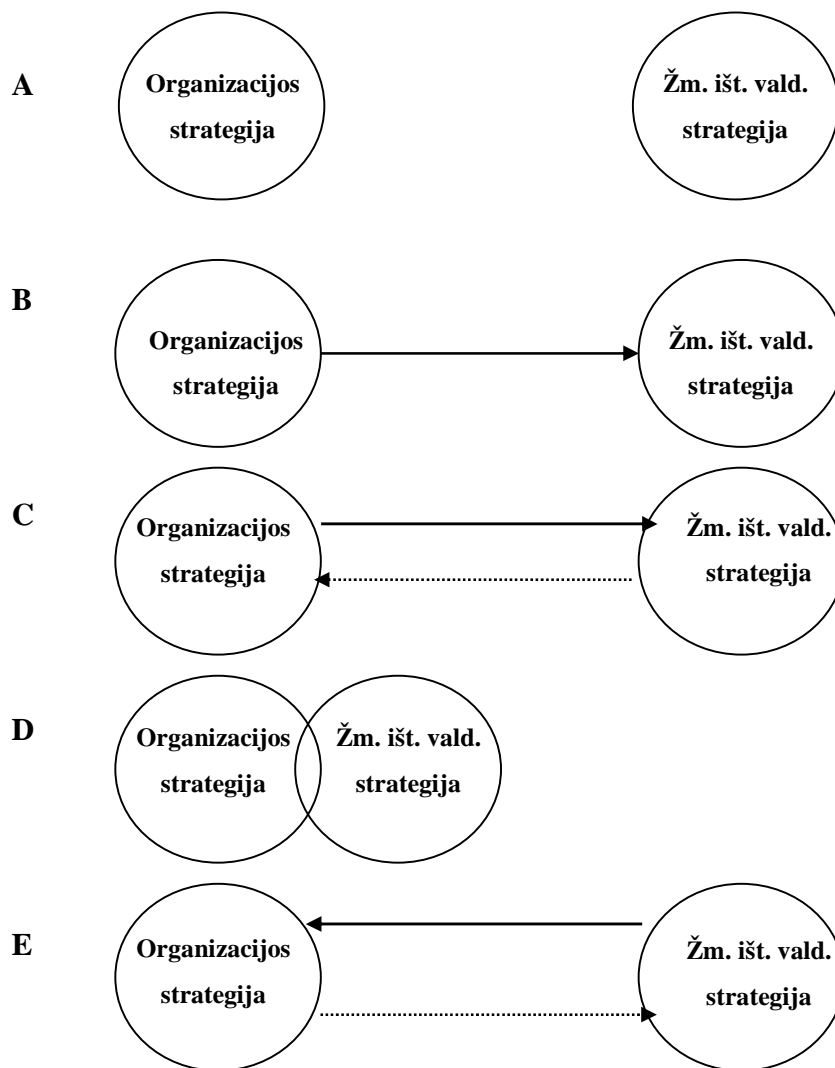 A
Organizacijos
strategija
Žm. išt. vald.
strategija
B
Organizacijos
strategija
Žm. išt. vald.
strategija
C
Organizacijos
strategija
Žm. išt. vald.
strategija
D
Organizacijos
strategija
Žm. išt. vald.
strategija
E
Organizacijos
strategija
Žm. išt. vald.
strategija